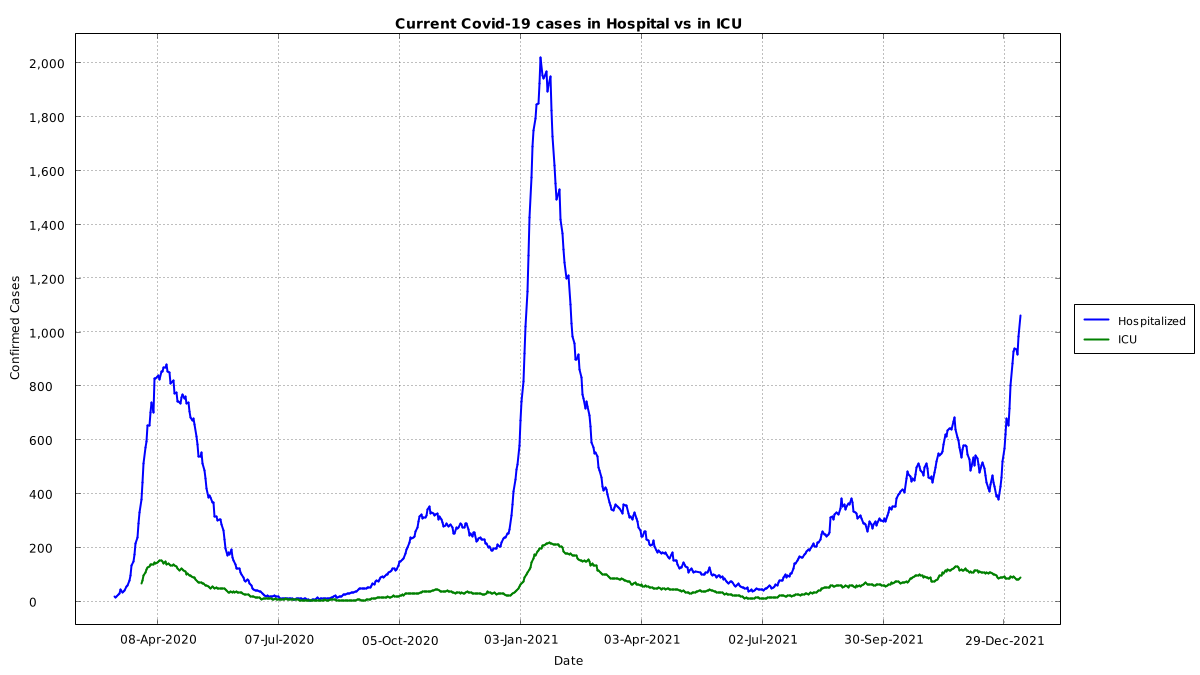 Current Covid-19 cases in Hospital vs in ICU
2,000
1,800
1,600
1,400
1,200
1,000
800
600
400
200
0
Confirmed Cases
08-Apr-2020 07-Jul-2020 05-Oct-2020 03-Jan-2021 03-Apr-2021 02-Jul-2021 30-Sep-2021 29-Dec-2021
Date
Hospitalized
ICU